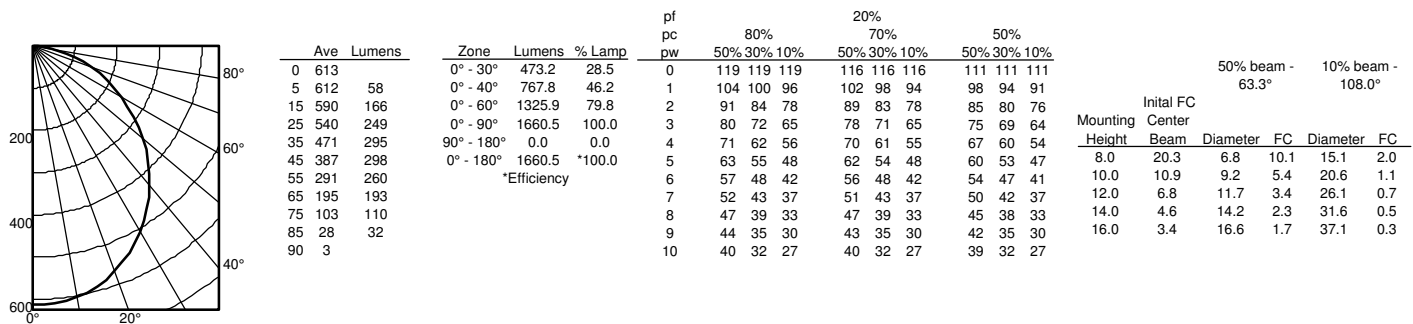 80°
60°
40°
200
400
600
0°
20°
Ave Lumens
0 613
5 612 58
15 590 166
25 540 249
35 471 295
45 387 298
55 291 260
65 195 193
75 103 110
85 28 32
90 3
Zone Lumens % Lamp
0° - 30° 473.2 28.5
0° - 40° 767.8 46.2
0° - 60° 1325.9 79.8
0° - 90° 1660.5 100.0
90° - 180° 0.0 0.0
0° - 180° 1660.5 *100.0
*Efficiency
pf 20%
pc 80% 70% 50%
pw 50% 30% 10% 50% 30% 10% 50% 30% 10%
0 119 119 119 116 116 116 111 111 111
1 104 100 96 102 98 94 98 94 91
2 91 84 78 89 83 78 85 80 76
3 80 72 65 78 71 65 75 69 64
4 71 62 56 70 61 55 67 60 54
5 63 55 48 62 54 48 60 53 47
6 57 48 42 56 48 42 54 47 41
7 52 43 37 51 43 37 50 42 37
8 47 39 33 47 39 33 45 38 33
9 44 35 30 43 35 30 42 35 30
10 40 32 27 40 32 27 39 32 27
50% beam - 10% beam -
63.3° 108.0°
Inital FC
Mounting Center
Height Beam Diameter FC Diameter FC
8.0 20.3 6.8 10.1 15.1 2.0
10.0 10.9 9.2 5.4 20.6 1.1
12.0 6.8 11.7 3.4 26.1 0.7
14.0 4.6 14.2 2.3 31.6 0.5
16.0 3.4 16.6 1.7 37.1 0.3